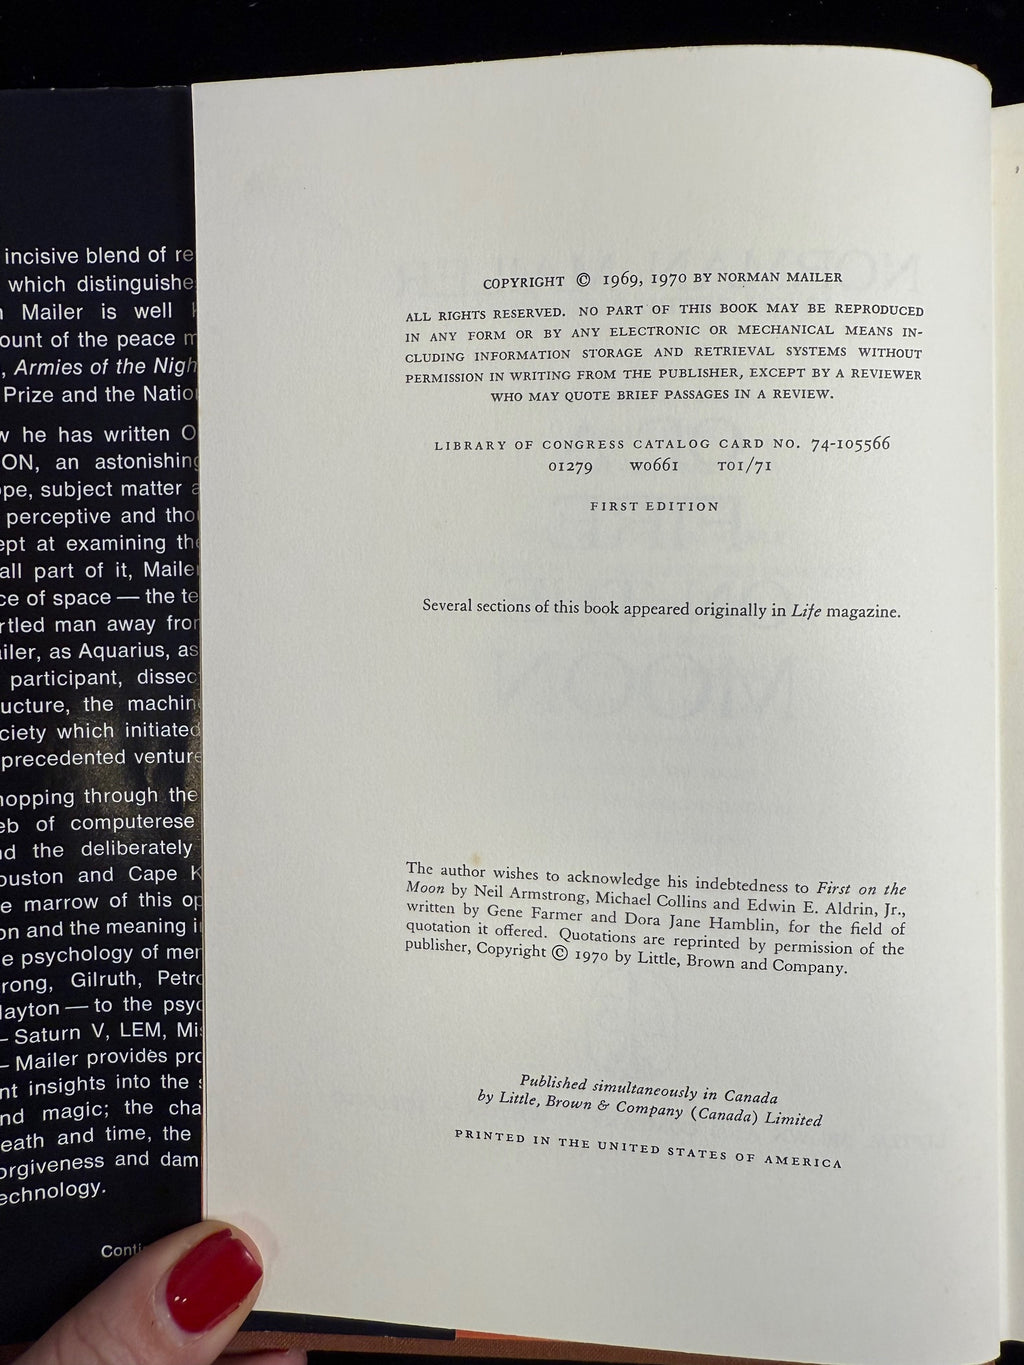 incisive blend of
which distinguishe
Mailer is well
ount of the peace
, Armies of the Nigh
Prize and the Natio
he has written O
ON, an astonishing
pe, subject matter
perceptive and tho
ept at examining the
all part of it, Maile
ce of space — the te
rtled man away fro
iler, as Aquarius, as
participant, dissec
ucture, the machin
ciety which initiated
precedented venture
hopping through the
eb of computerese
nd the deliberately
ouston and Cape K
e marrow of this op
on and the meaning i
e psychology of me
rong, Gilruth, Petro
layton — to the psyc
– Saturn V, LEM, Mis
– Mailer provides pro
nt insights into the
nd magic; the cha
eath and time, the
orgiveness and dam
echnology.
Conti
COPYRIGHT © 1969, 1970 BY NORMAN MAILER
ALL RIGHTS RESERVED. NO PART OF THIS BOOK MAY BE REPRODUCED
IN ANY FORM OR BY ANY ELECTRONIC OR MECHANICAL MEANS IN-
CLUDING INFORMATION STORAGE AND RETRIEVAL SYSTEMS WITHOUT
PERMISSION IN WRITING FROM THE PUBLISHER, EXCEPT BY A REVIEWER
WHO MAY QUOTE BRIEF PASSAGES IN A REVIEW.
LIBRARY OF CONGRESS CATALOG CARD NO. 74-105566
01279 W0661 T01/71
FIRST EDITION
Several sections of this book appeared originally in Life magazine.
The author wishes to acknowledge his indebtedness to First on the
Moon by Neil Armstrong, Michael Collins and Edwin E. Aldrin, Jr.,
written by Gene Farmer and Dora Jane Hamblin, for the field of
quotation it offered. Quotations are reprinted by permission of the
publisher, Copyright © 1970 by Little, Brown and Company.
Published simultaneously in Canada
by Little, Brown & Company (Canada) Limited
PRINTED IN THE UNITED STATES OF AMERICA